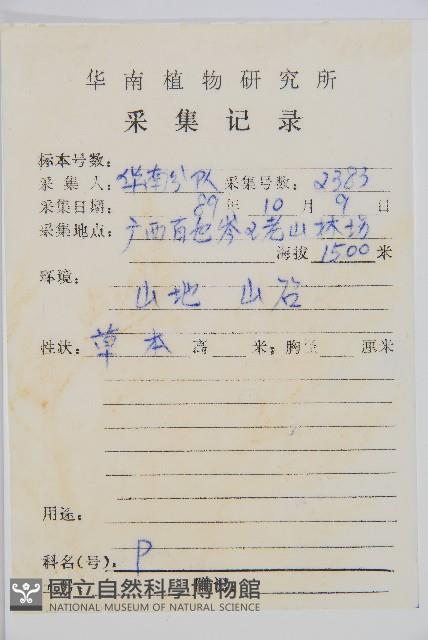 华南植物研究所
采集记录
标本号数:
采集人: 华南分队 采集号数: 2383
采集日期: 89 年 10 月 9 日
采集地点: 广西百色岑王老山林场
海拔 1500 米
环境:
山地 山谷
性状: 草本 高 米; 胸径 厘米
用途:
科名(号): P
國立自然科學博物館
NATIONAL MUSEUM OF NATURAL SCIENCE